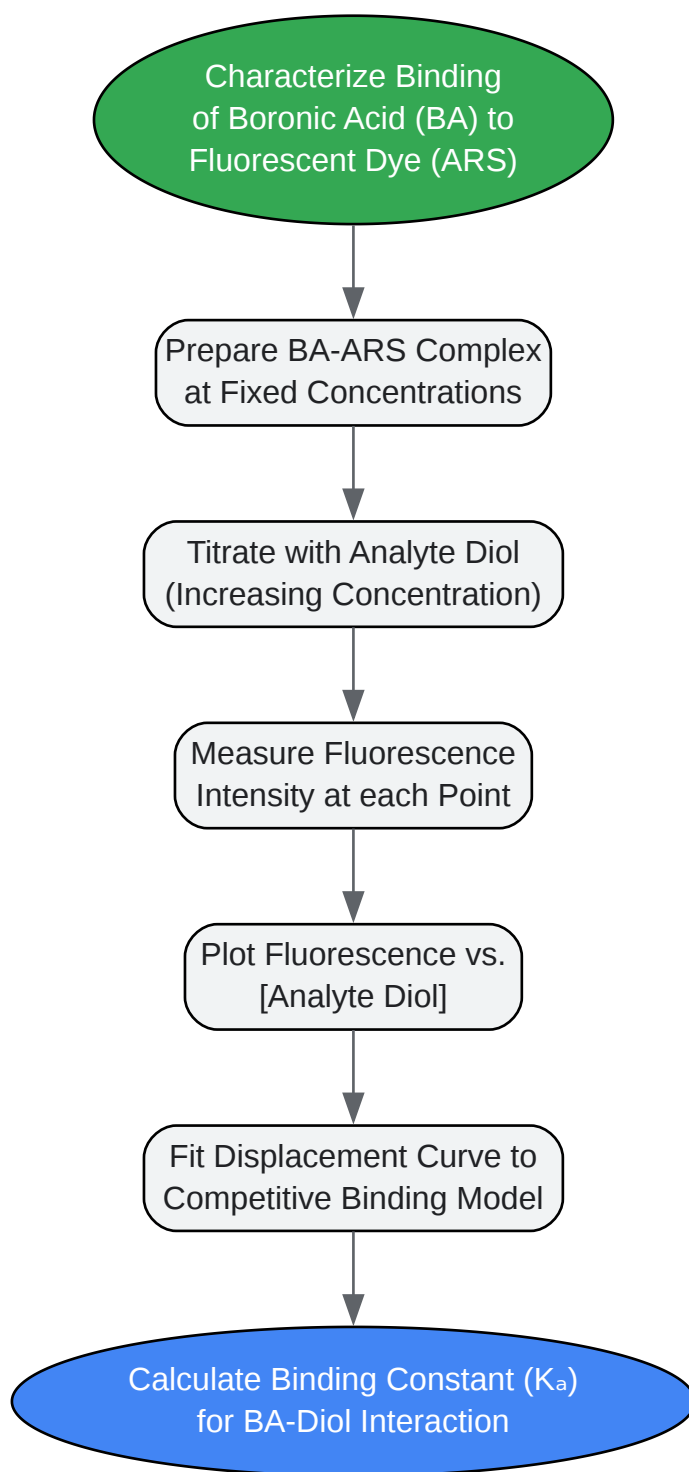 Characterize Binding
of Boronic Acid (BA) to
Fluorescent Dye (ARS)
Prepare BA-ARS Complex
at Fixed Concentrations
Titrate with Analyte Diol
(Increasing Concentration)
Measure Fluorescence
Intensity at each Point
Plot Fluorescence vs.
[Analyte Diol]
Fit Displacement Curve to
Competitive Binding Model
Calculate Binding Constant (Kₐ)
for BA-Diol Interaction